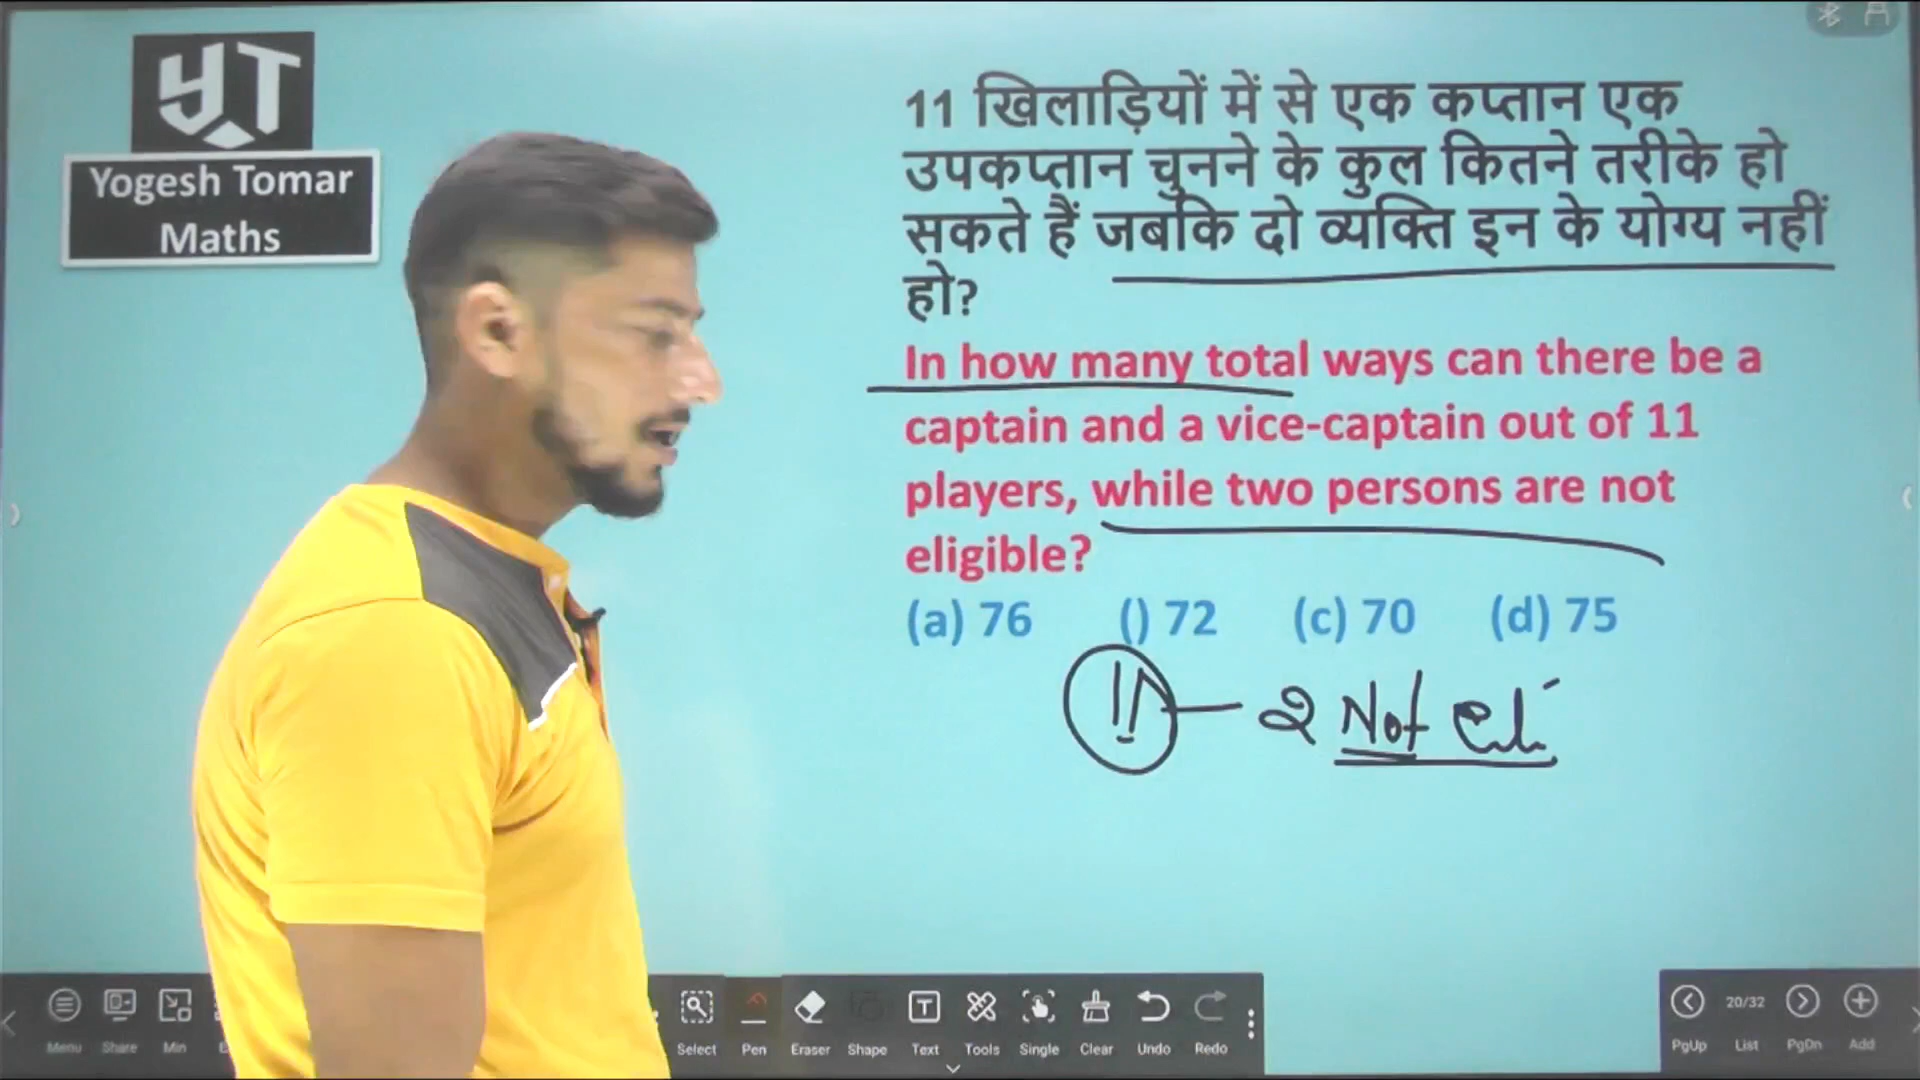 YT
Yogesh Tomar
Maths
11 खिलाड़ियों में से एक कप्तान एक
उपकप्तान चुनने के कुल कितने तरीके हो
सकते हैं जबकि दो व्यक्ति इन के योग्य नहीं
हो?
In how many total ways can there be a
captain and a vice-captain out of 11
players, while two persons are not
eligible?
(a) 76 () 72 (c) 70 (d) 75
11 — 2 Not
Menu Share Min Select Pen Eraser Shape Text Tools Single Clear Undo Redo
20/32
PgUp List PgDn Add